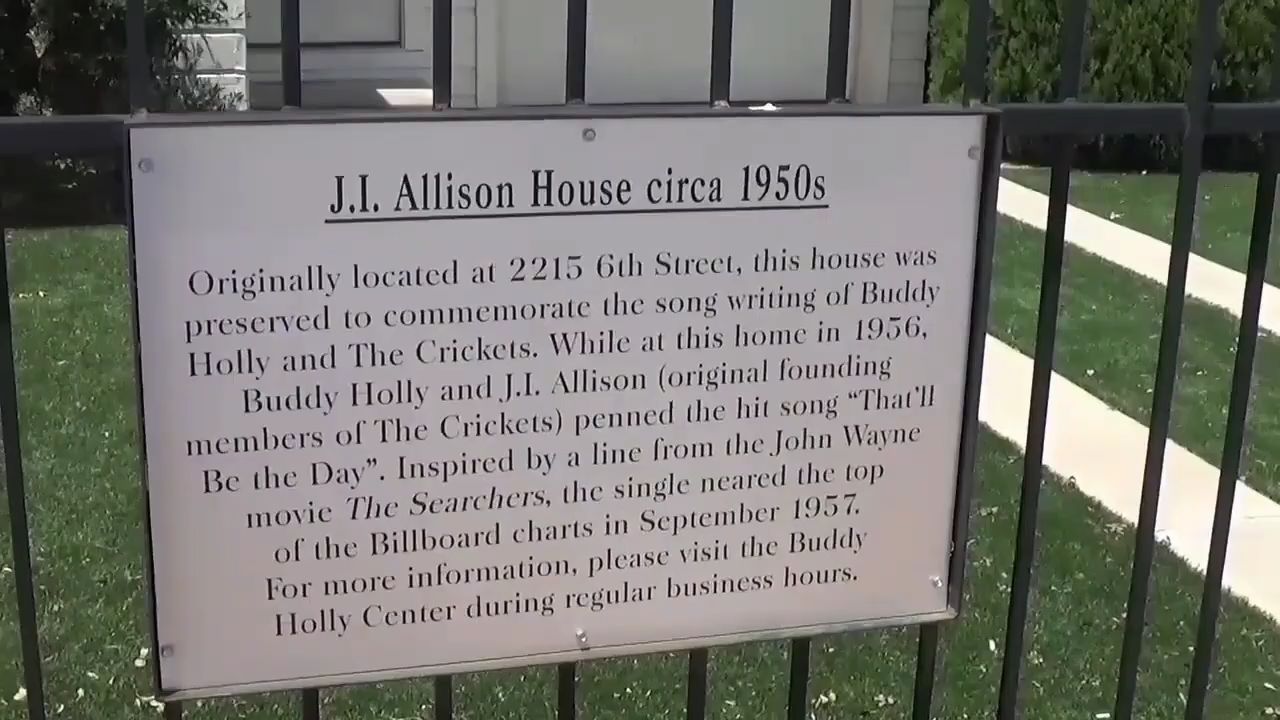 J.I. Allison House circa 1950s
Originally located at 2215 6th Street, this house was
preserved to commemorate the song writing of Buddy
Holly and The Crickets. While at this home in 1956,
Buddy Holly and J.I. Allison (original founding
members of The Crickets) penned the hit song “That'll
Be the Day”. Inspired by a line from the John Wayne
movie The Searchers, the single neared the top
of the Billboard charts in September 1957.
For more information, please visit the Buddy
Holly Center during regular business hours.